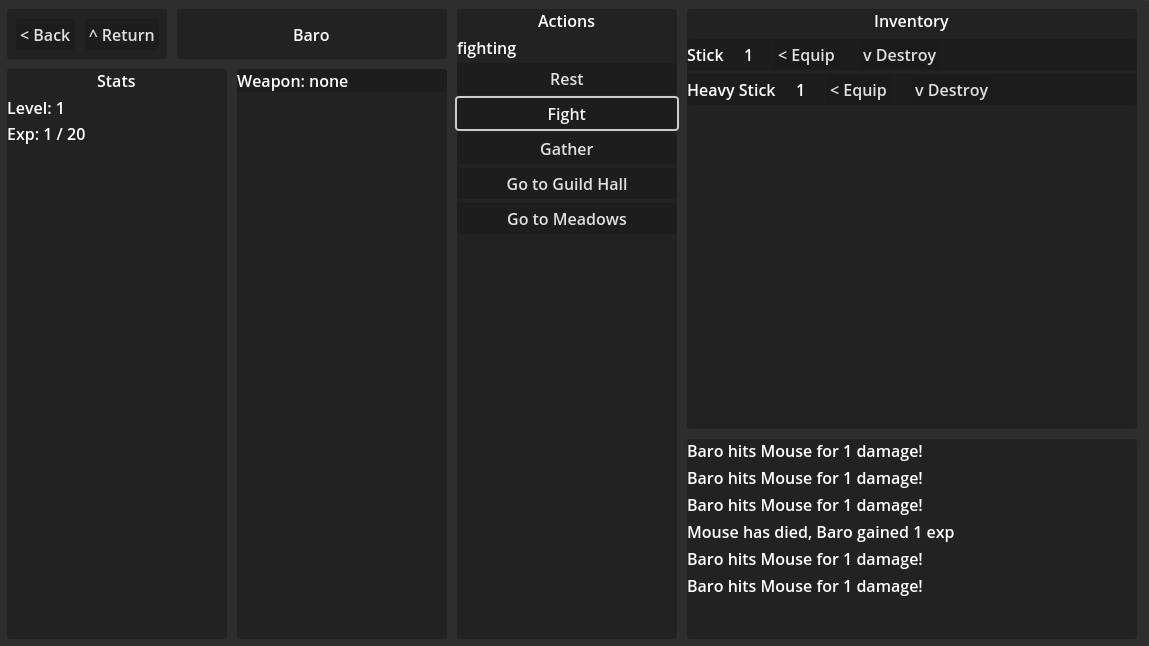 < Back ^ Return
Baro
Stats
Level: 1
Exp: 1 / 20
Weapon: none
Actions
fighting
Rest
Fight
Gather
Go to Guild Hall
Go to Meadows
Inventory
Stick 1 < Equip v Destroy
Heavy Stick 1 < Equip v Destroy
Baro hits Mouse for 1 damage!
Baro hits Mouse for 1 damage!
Baro hits Mouse for 1 damage!
Mouse has died, Baro gained 1 exp
Baro hits Mouse for 1 damage!
Baro hits Mouse for 1 damage!